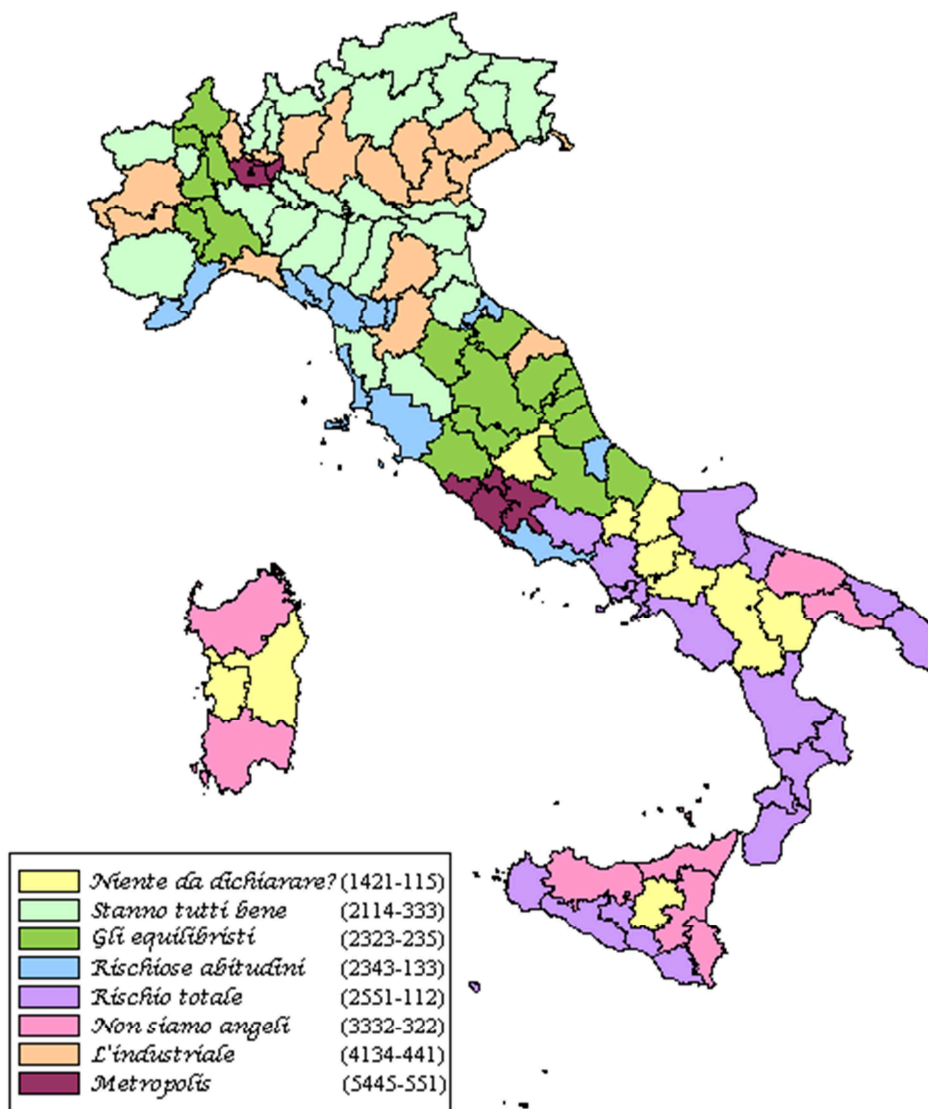 Niente da dichiarare? (1421-115)
Stanno tutti bene (2114-333)
Gli equilibristi (2323-235)
Rischiose abitudini (2343-133)
Rischio totale (2551-112)
Non siamo angeli (3332-322)
L'industriale (4134-441)
Metropolis (5445-551)